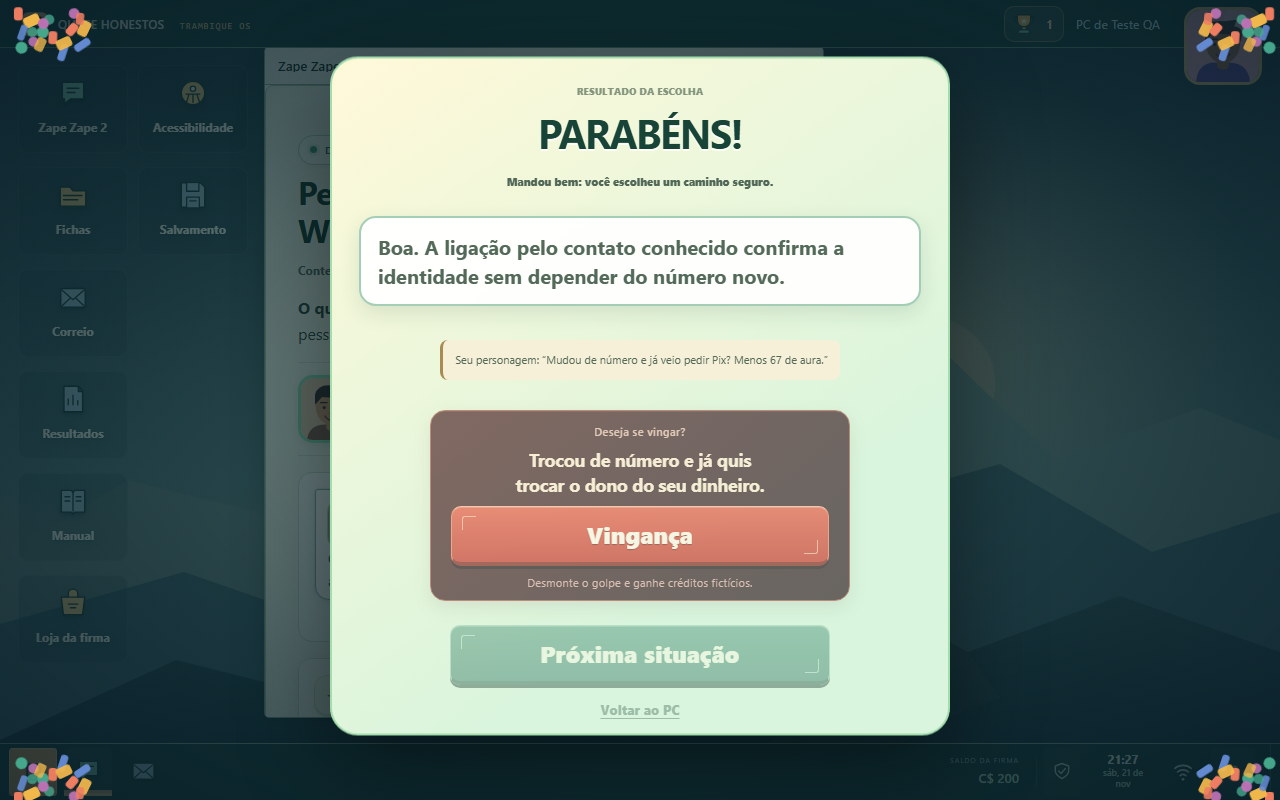 HONESTOS
TRAMBIQUE OS
1
PC de Teste QA
Zape Zape 2
Acessibilidade
Fichas
Salvamento
Correio
Resultados
Manual
Loja da firma
RESULTADO DA ESCOLHA
PARABÉNS!
Mandou bem: você escolheu um caminho seguro.
Boa. A ligação pelo contato conhecido confirma a
identidade sem depender do número novo.
Seu personagem: “Mudou de número e já veio pedir Pix? Menos 67 de aura.”
Deseja se vingar?
Trocou de número e já quis
trocar o dono do seu dinheiro.
Vingança
Desmonte o golpe e ganhe créditos fictícios.
Próxima situação
Voltar ao PC
SALDO DA FIRMA
C$ 200
21:27
sáb, 21 de
nov